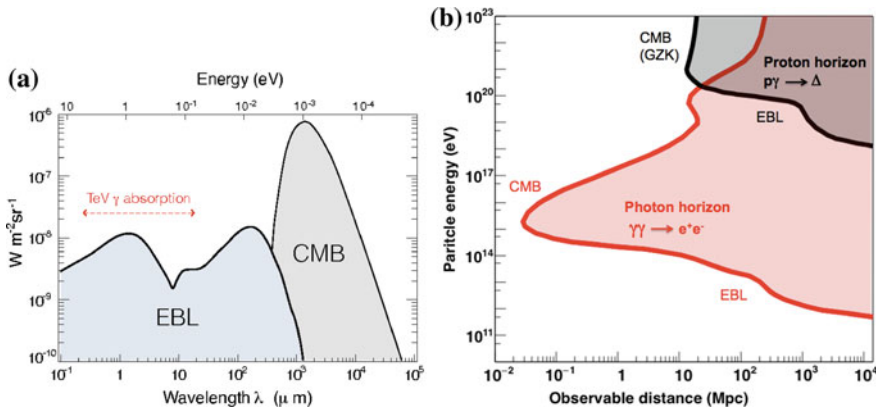 (a)
Energy (eV)
10 1 10⁻¹ 10⁻² 10⁻³ 10⁻⁴
10⁻⁶
10⁻⁷
10⁻⁸
10⁻⁹
10⁻¹⁰
W m⁻²sr⁻¹
TeV γ absorption
CMB
EBL
10⁻¹ 1 10 10² 10³ 10⁴ 10⁵
Wavelength λ (μ m)
(b)
10²³
10²⁰
10¹⁷
10¹⁴
10¹¹
Paritcle energy (eV)
CMB
(GZK)
Proton horizon
pγ → Δ
EBL
CMB
Photon horizon
γγ → e⁺e⁻
EBL
10⁻² 1 10 10² 10³ 10⁴
Observable distance (Mpc)